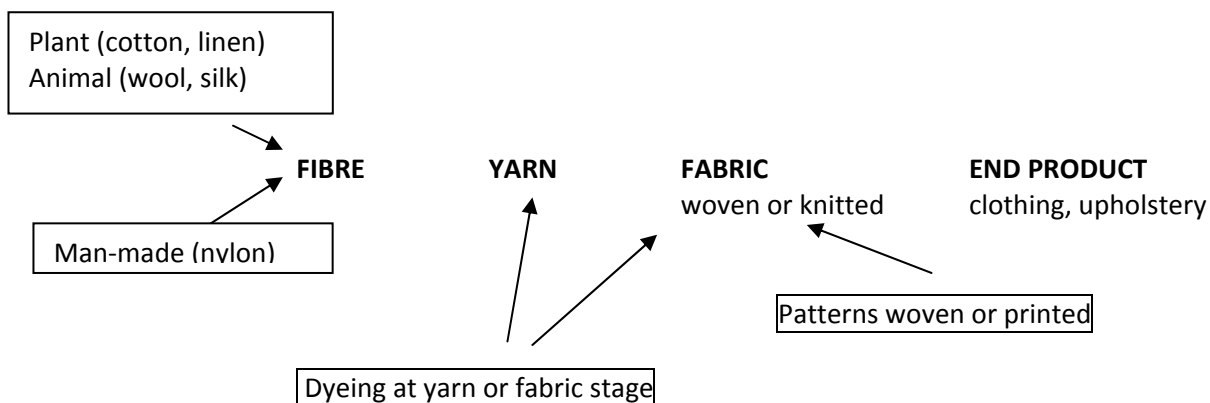 Plant (cotton, linen)
Animal (wool, silk)
FIBRE YARN FABRIC END PRODUCT
woven or knitted clothing, upholstery
Man-made (nylon)
Patterns woven or printed
Dyeing at yarn or fabric stage